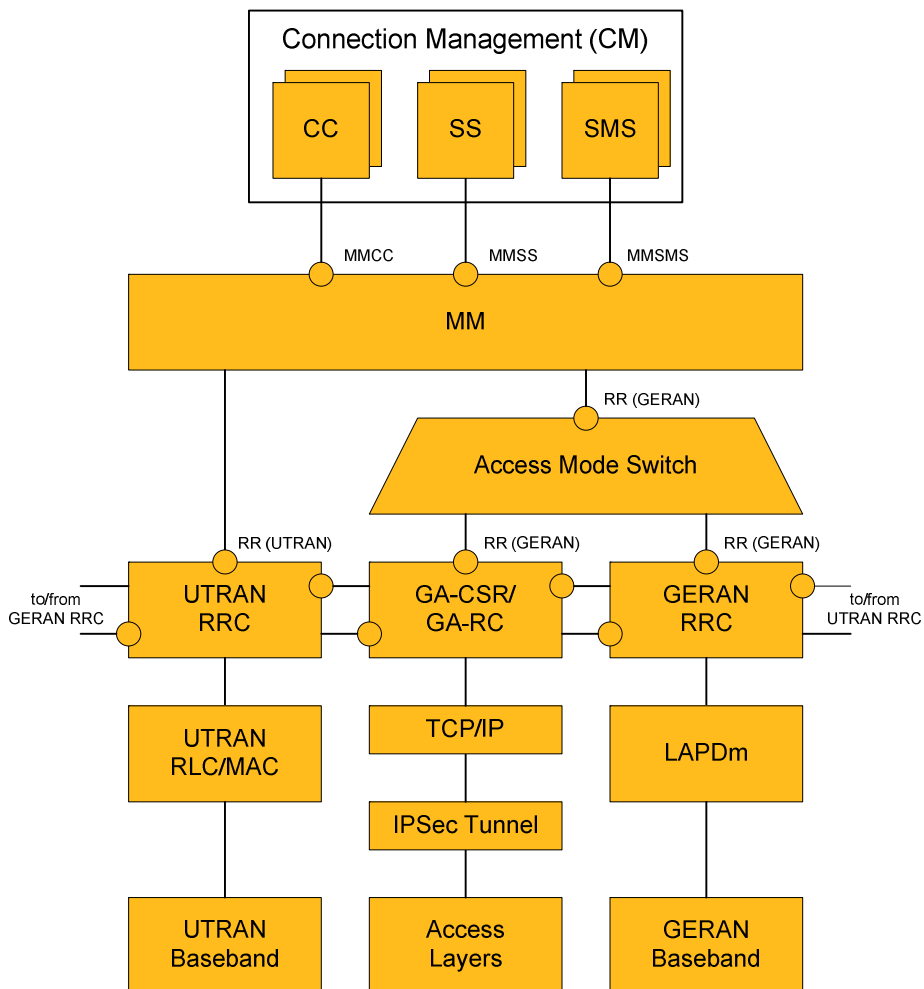 Connection Management (CM)
CC
SS
SMS
MMCC
MMSS
MMSMS
MM
RR (GERAN)
Access Mode Switch
RR (UTRAN)
RR (GERAN)
RR (GERAN)
to/from
GERAN RRC
UTRAN
RRC
GA-CSR/
GA-RC
GERAN
RRC
to/from
UTRAN RRC
UTRAN
RLC/MAC
TCP/IP
LAPDm
IPSec Tunnel
UTRAN
Baseband
Access
Layers
GERAN
Baseband